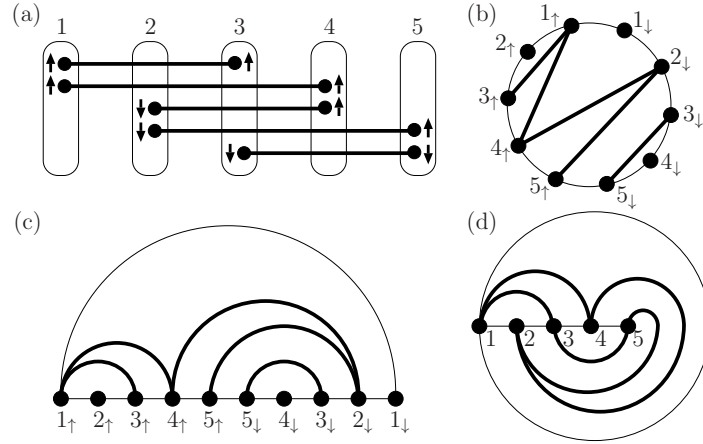 (a)
1 2 3 4 5
(b)
1↑ 1↓
2↑ 2↓
3↑ 3↓
4↑ 4↓
5↑ 5↓
(c)
1↑ 2↑ 3↑ 4↑ 5↑ 5↓ 4↓ 3↓ 2↓ 1↓
(d)
1 2 3 4 5